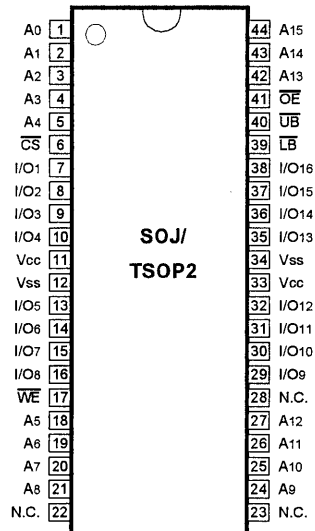 A0 1 44 A15
A1 2 43 A14
A2 3 42 A13
A3 4 41 OE
A4 5 40 UB
CS 6 39 LB
I/O1 7 38 I/O16
I/O2 8 37 I/O15
I/O3 9 36 I/O14
I/O4 10 SOJ/ 35 I/O13
Vcc 11 34 Vss
TSOP2
Vss 12 33 Vcc
I/O5 13 32 I/O12
I/O6 14 31 I/O11
I/O7 15 30 I/O10
I/O8 16 29 I/O9
WE 17 28 N.C.
A5 18 27 A12
A6 19 26 A11
A7 20 25 A10
A8 21 24 A9
N.C. 22 23 N.C.